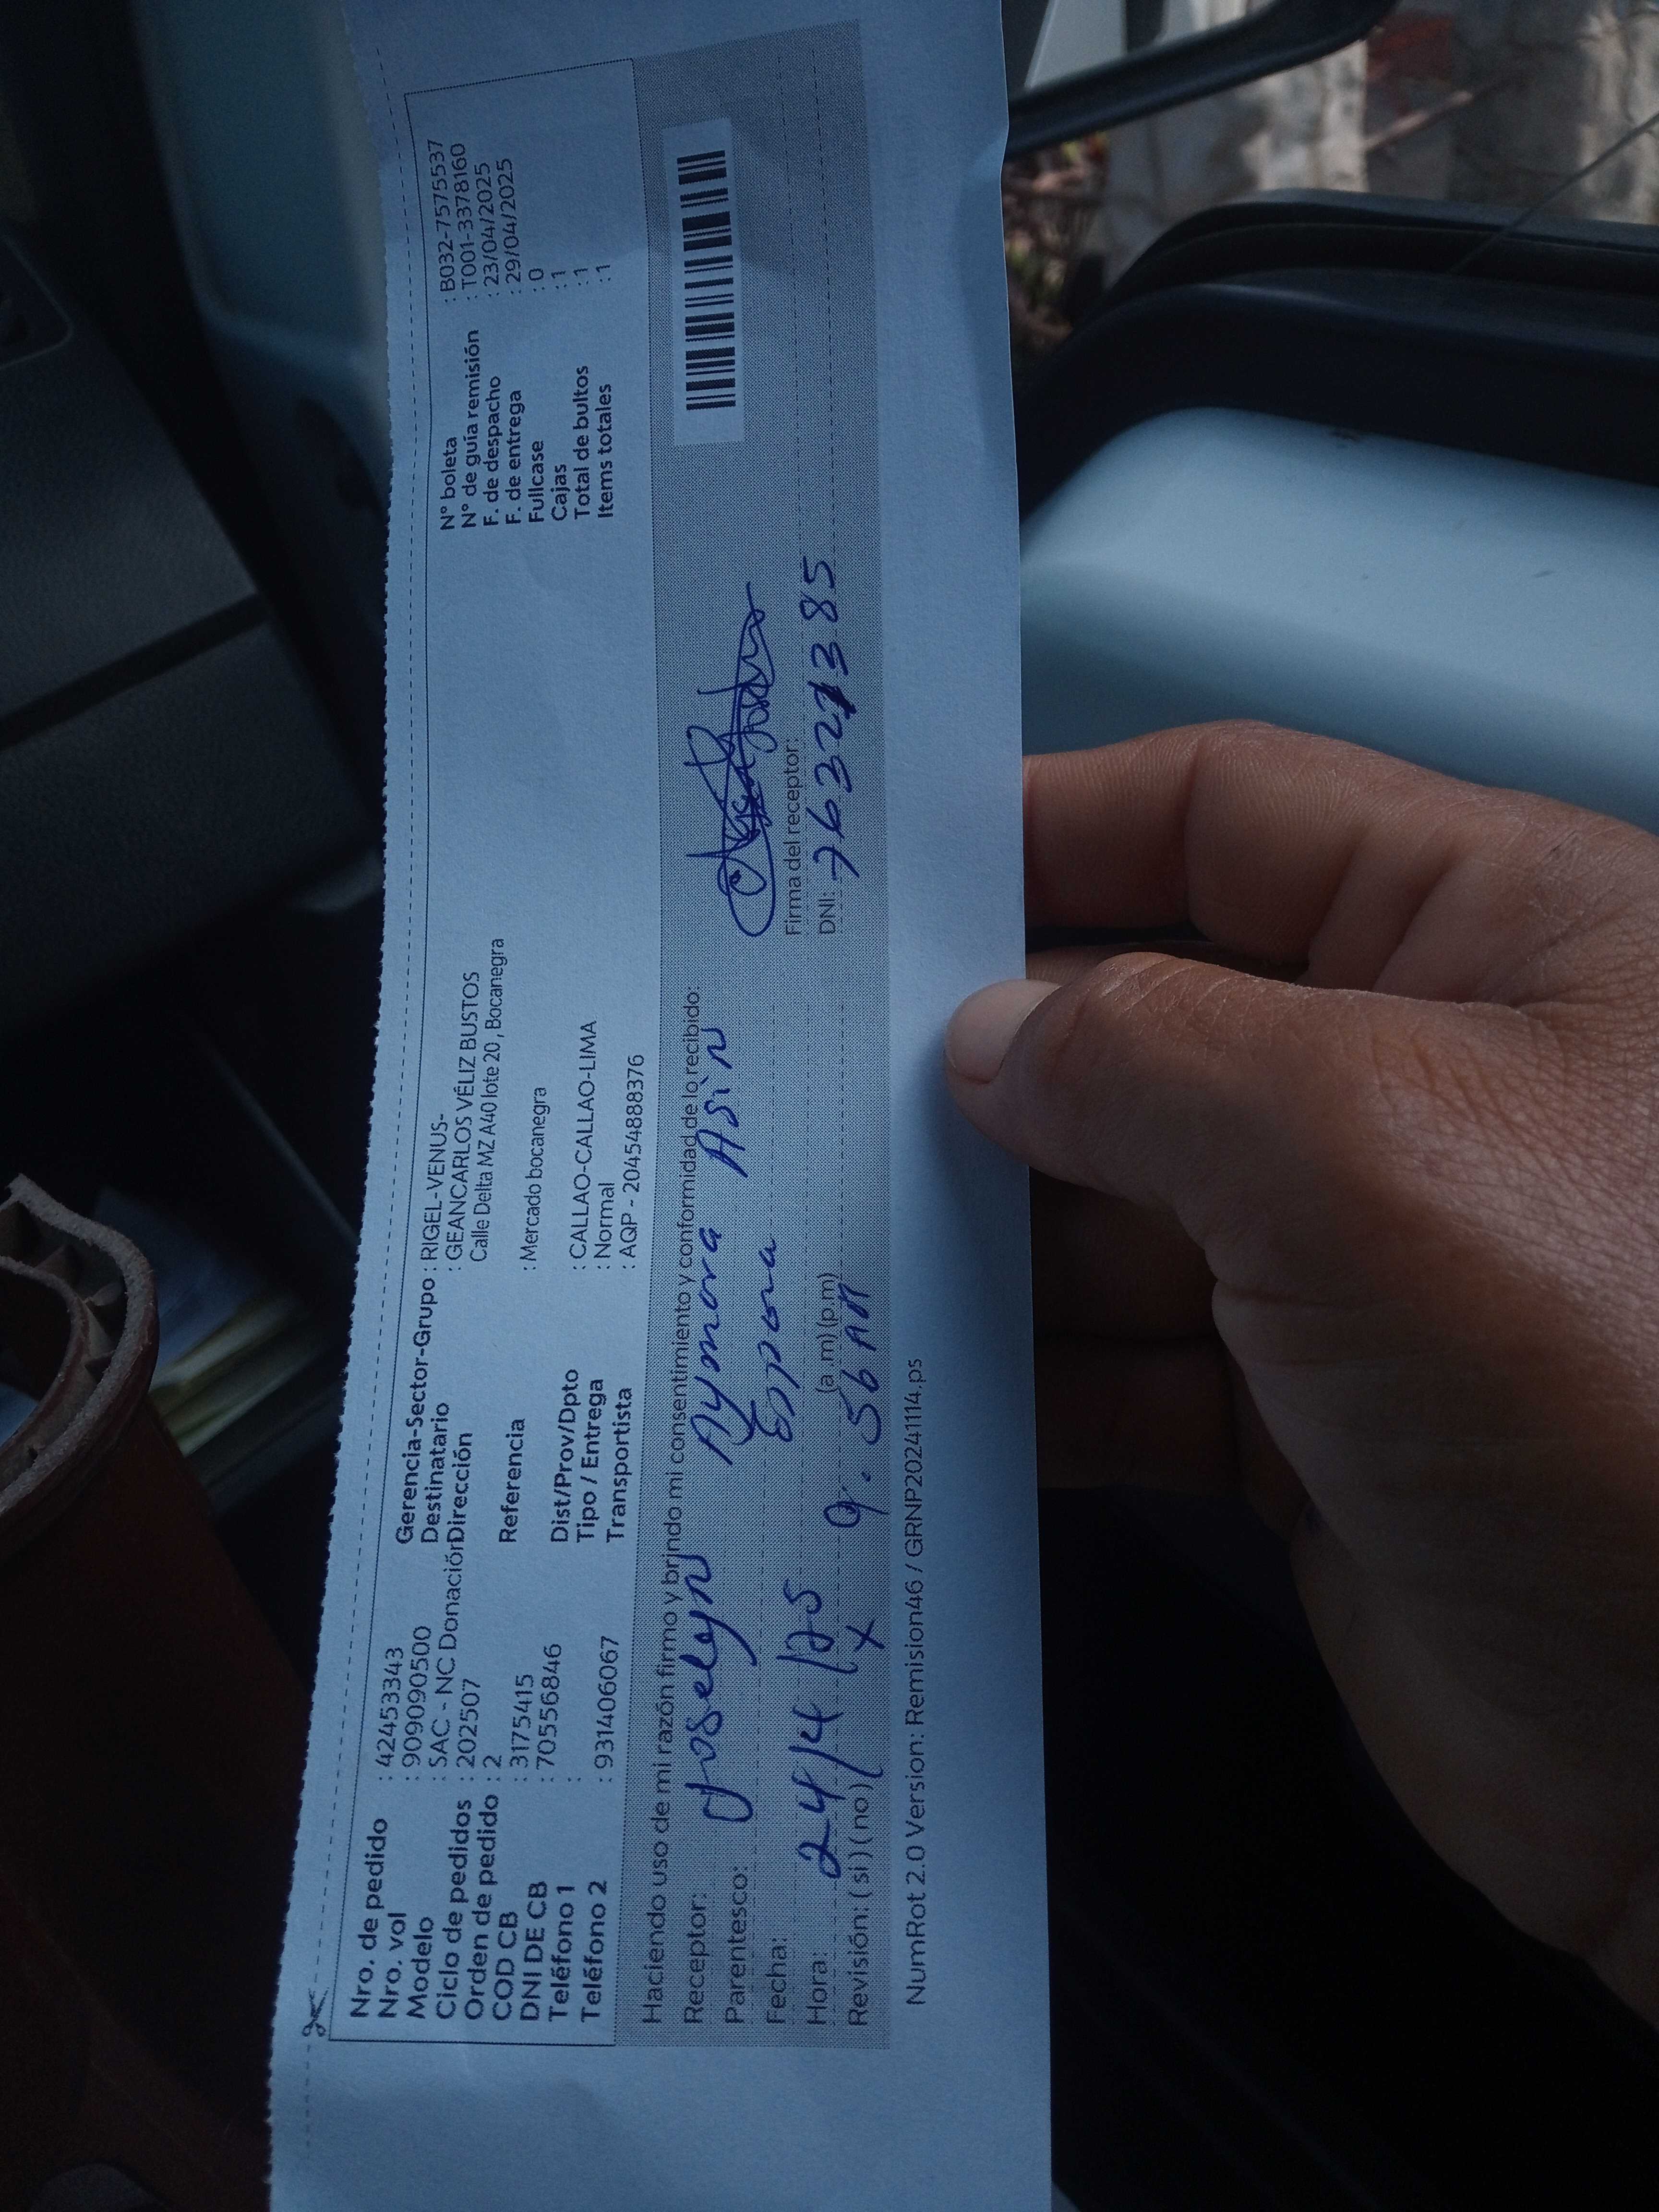 Nro. de pedido : 42453343
Nro. vol : 909090500
Modelo : SAC - NC Donación
Ciclo de pedidos : 202507
Orden de pedido : 2
COD CB : 3175415
DNI DE CB : 70556846
Teléfono 1 :
Teléfono 2 : 931406067
Gerencia-Sector-Grupo : RIGEL-VENUS-
Destinatario : GEANCARLOS VÉLIZ BUSTOS
Dirección Calle Delta MZ A40 lote 20 , Bocanegra
Referencia : Mercado bocanegra
Dist/Prov/Dpto : CALLAO-CALLAO-LIMA
Tipo / Entrega : Normal
Transportista : AQP - 20454888376
N° boleta : B032-7575537
N° de guía remisión : T001-3378160
F. de despacho : 23/04/2025
F. de entrega : 29/04/2025
Fullcase : 0
Cajas : 1
Total de bultos : 1
Items totales : 1
Haciendo uso de mi razón firmo y brindo mi consentimiento y conformidad de lo recibido:
Receptor: Joselyn Aymara Asin
Parentesco: Esposa
Fecha: 24/4/25
Hora: 9:56 AM (a.m) (p.m)
Revisión: ( si ) ( no ) X
Firma del receptor:
DNI: 76321385
NumRot 2.0 Version: Remision46 / GRNP20241114.ps